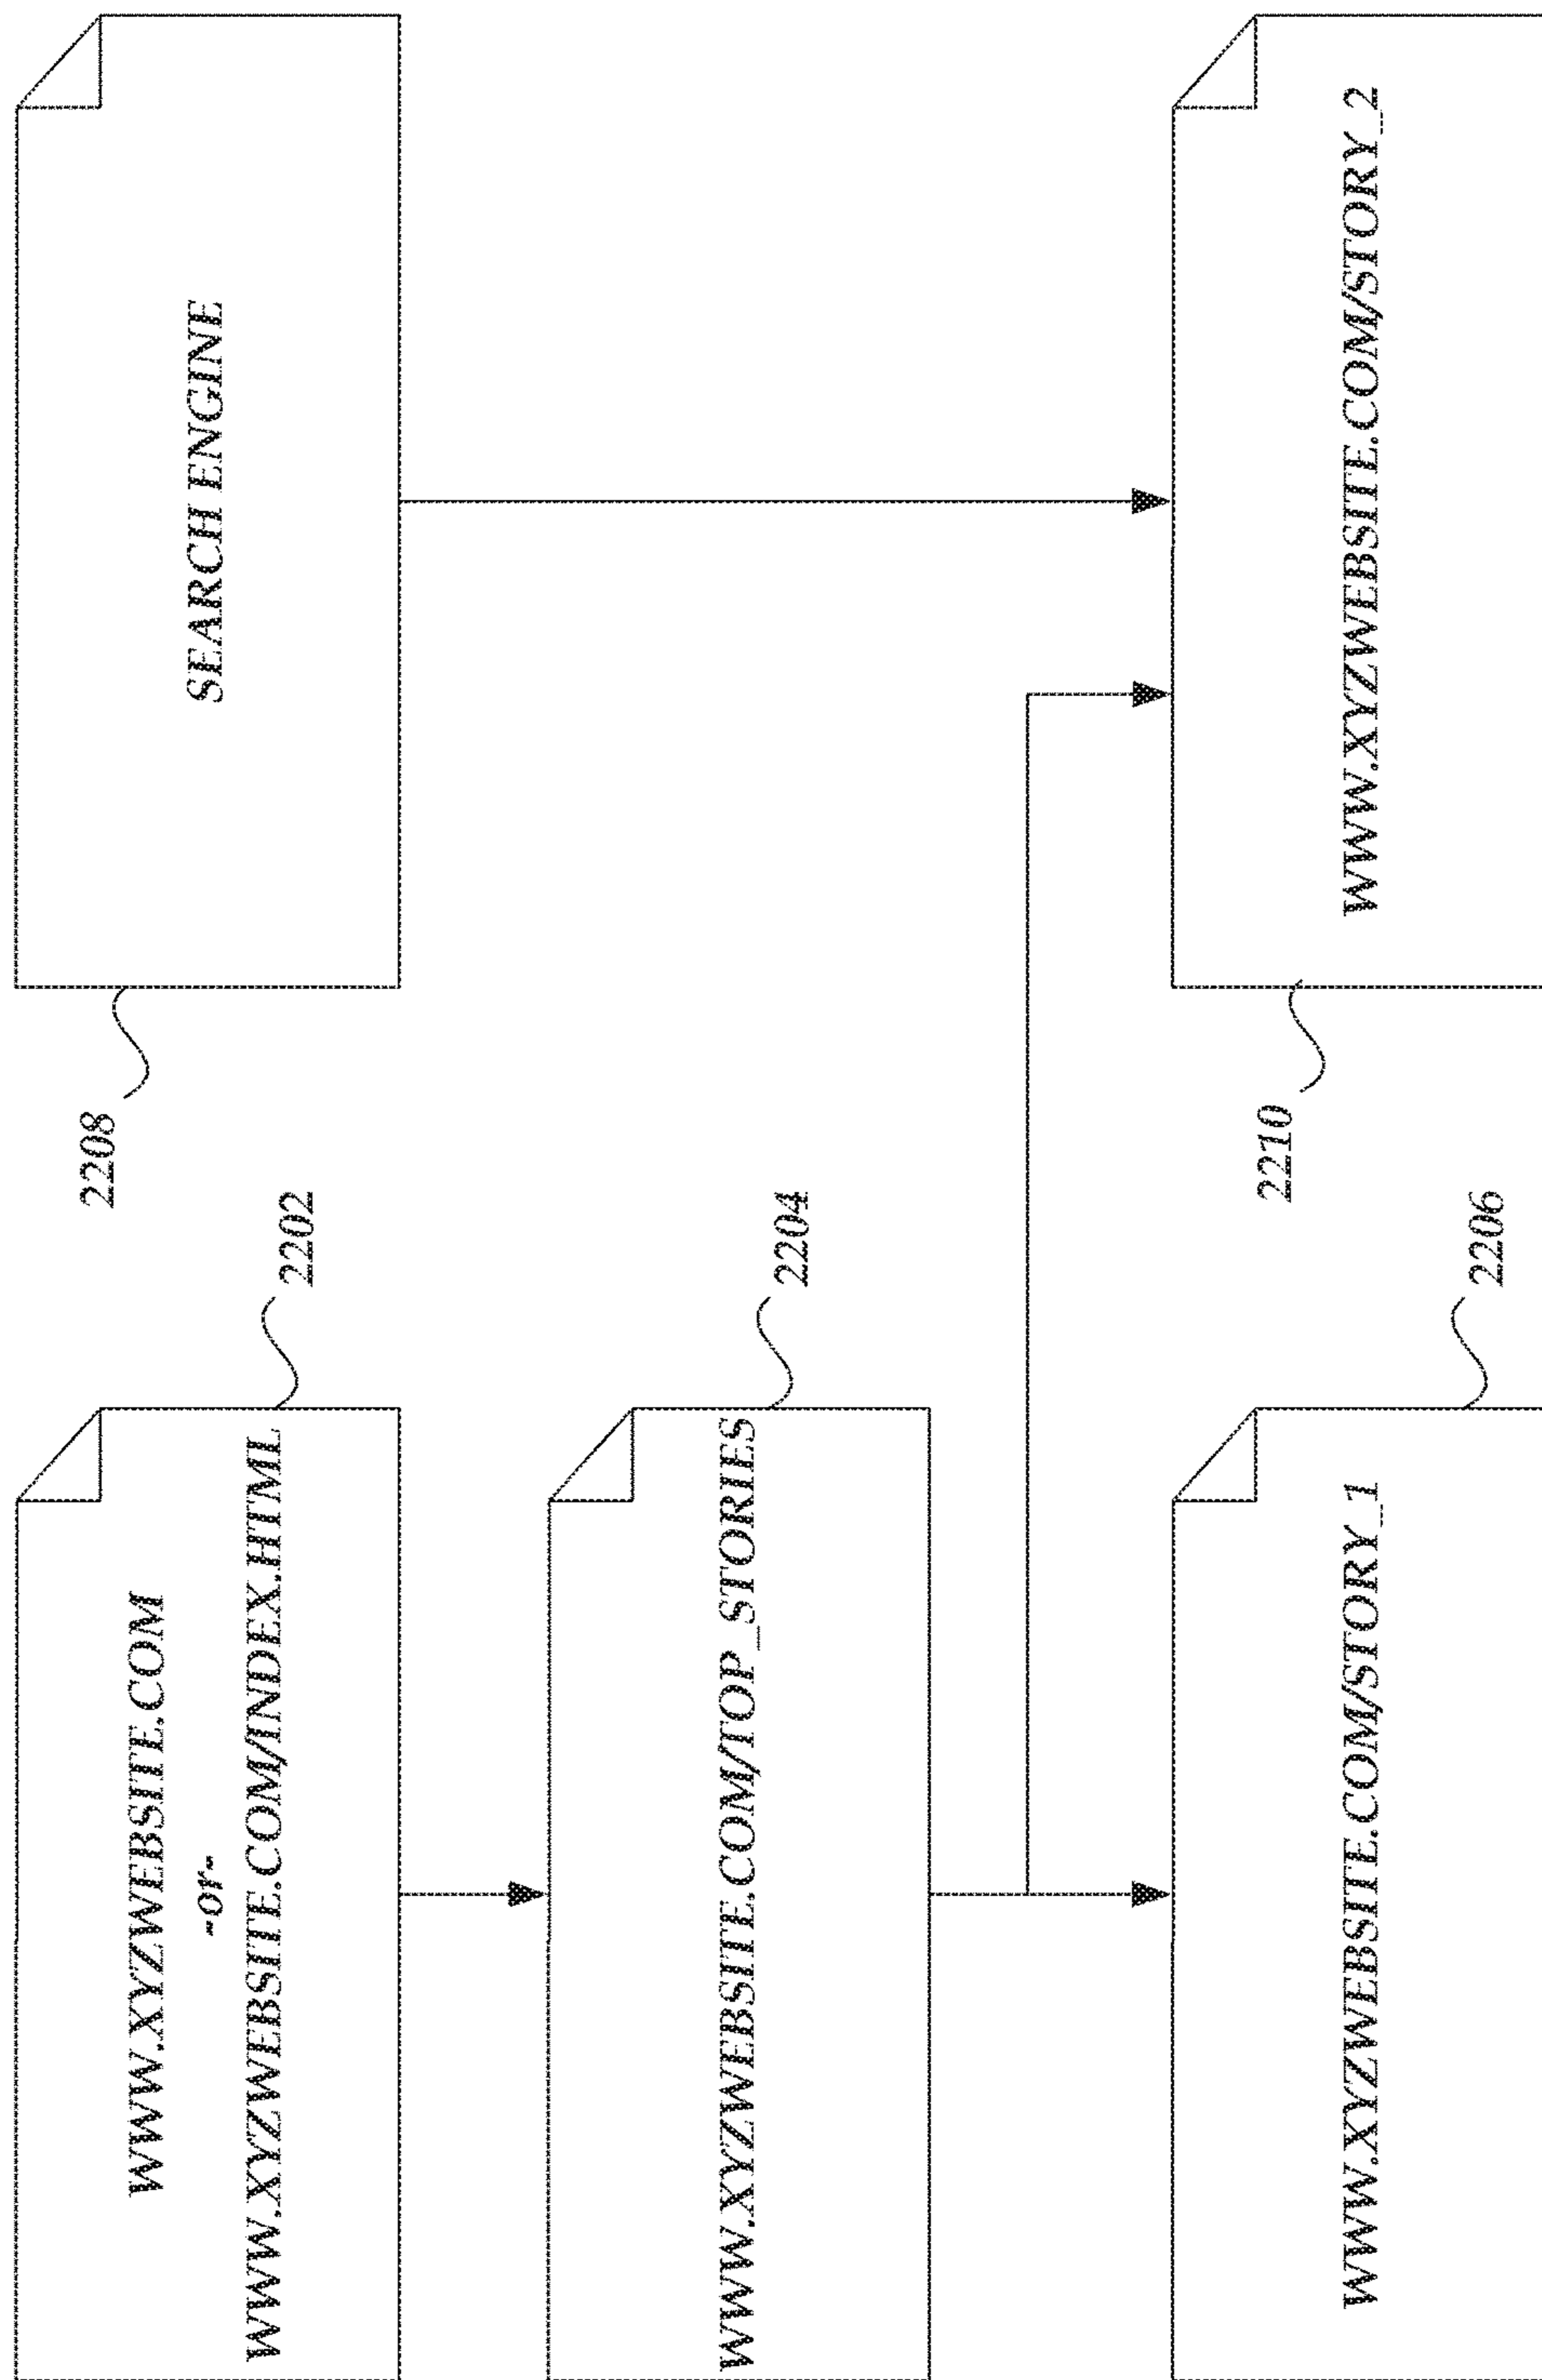 WWW.XYZWEBSITE.COM
-or-
WWW.XYZWEBSITE.COM/INDEX.HTML
2202
SEARCH ENGINE
2208
WWW.XYZWEBSITE.COM/TOP_STORIES
2204
WWW.XYZWEBSITE.COM/STORY_1
2206
WWW.XYZWEBSITE.COM/STORY_2
2210